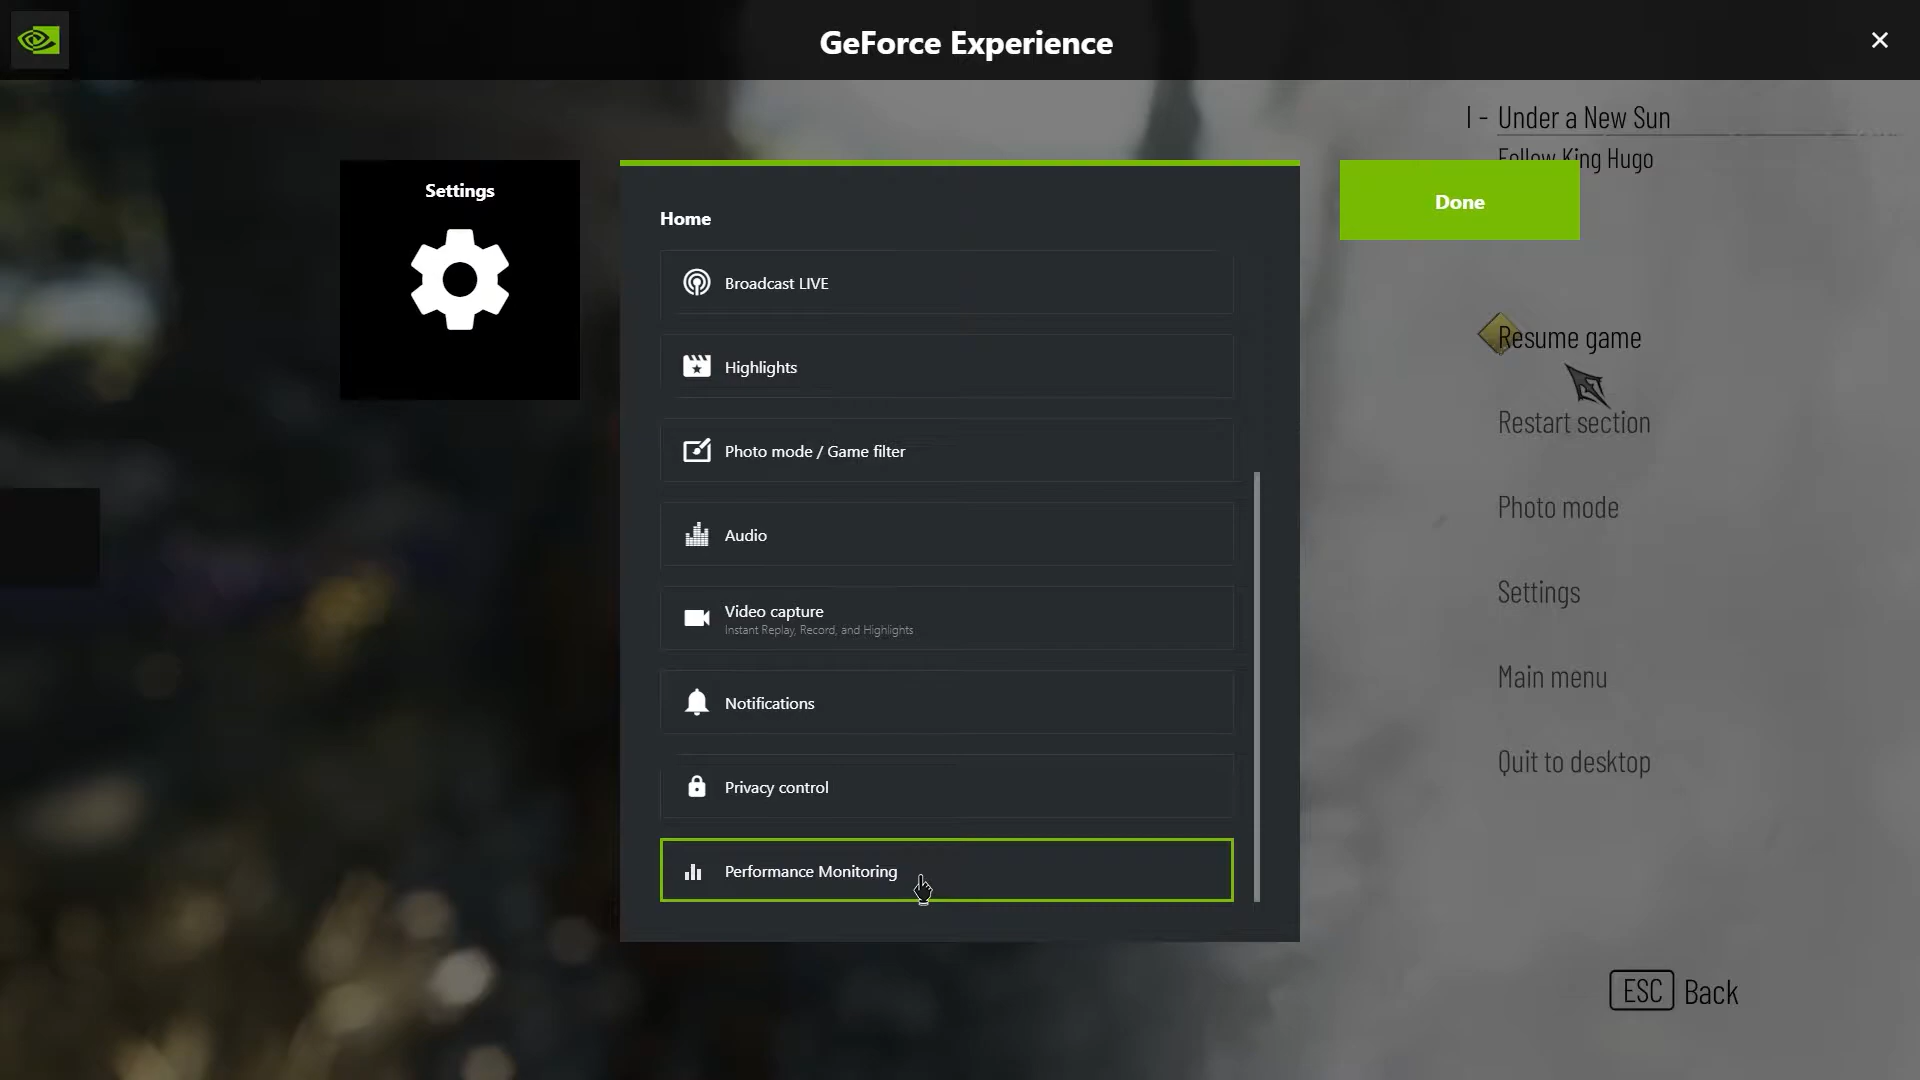 GeForce Experience
I - Under a New Sun
Follow King Hugo
Settings
Home
Done
Broadcast LIVE
Highlights
Photo mode / Game filter
Audio
Video capture
Instant Replay, Record, and Highlights
Notifications
Privacy control
Performance Monitoring
Resume game
Restart section
Photo mode
Settings
Main menu
Quit to desktop
ESC Back